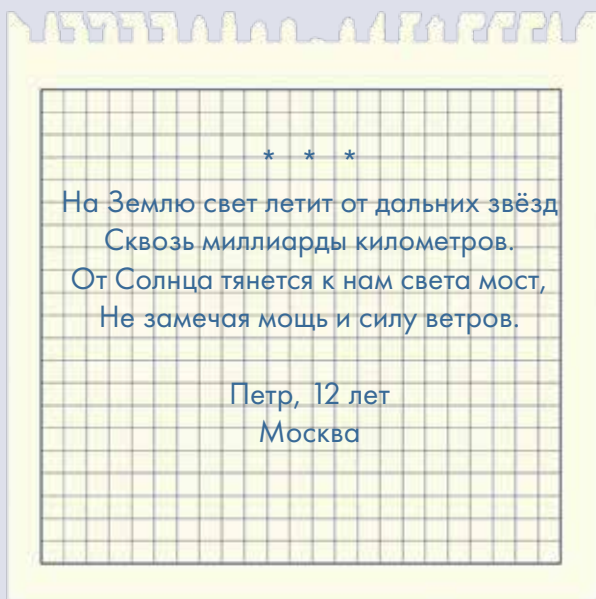 * * *
На Землю свет летит от дальних звёзд
Сквозь миллиарды километров.
От Солнца тянется к нам света мост,
Не замечая мощь и силу ветров.
Петр, 12 лет
Москва